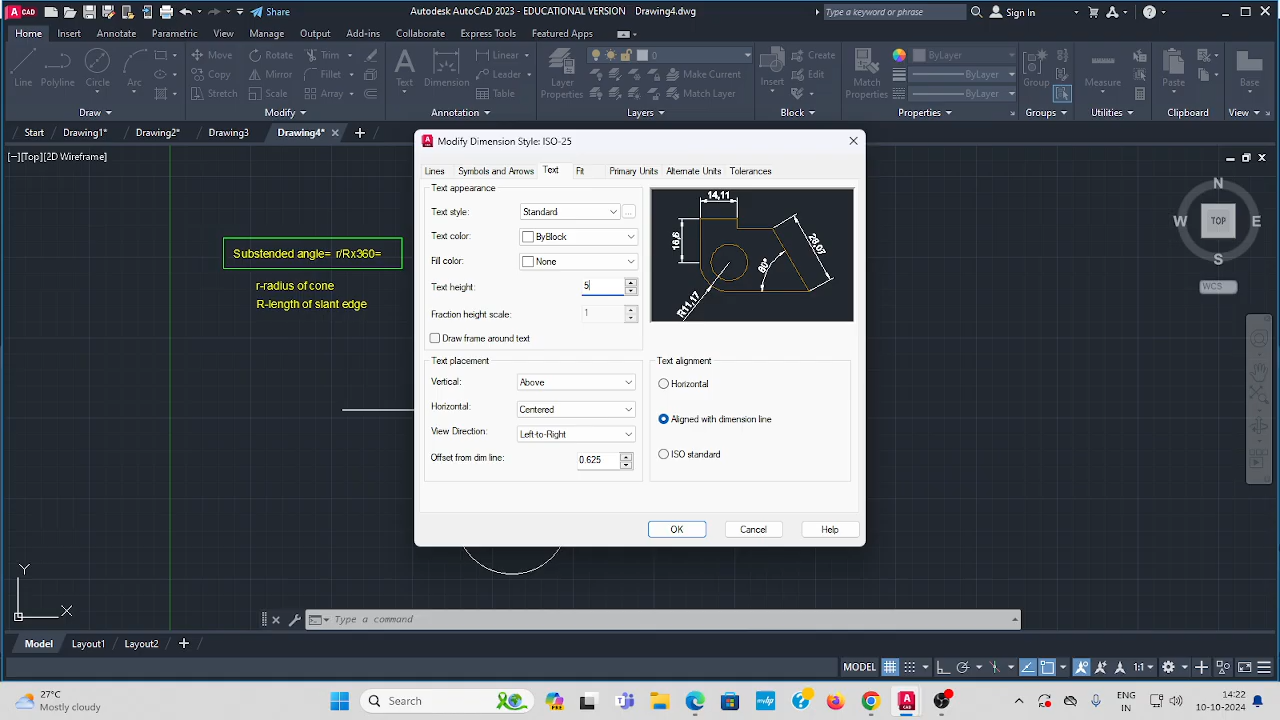 CAD Share Autodesk AutoCAD 2023 - EDUCATIONAL VERSION Drawing4.dwg Type a keyword or phrase Sign In
Home Insert Annotate Parametric View Manage Output Add-ins Collaborate Express Tools Featured Apps
Line Polyline Circle Arc Move Rotate Trim Copy Mirror Fillet Stretch Scale Array
Text Dimension Linear Leader Table
Layer Properties 0 Make Current Match Layer
Insert Create Edit
Match Properties ByLayer ByLayer ByLayer
Group Measure Paste Base
Draw Modify Annotation Layers Block Properties Groups Utilities Clipboard View
Start Drawing1* Drawing2* Drawing3 Drawing4*
[-][Top][2D Wireframe]
Substended angle= r/Rx360=
r-radius of cone
R-length of slant edge
Modify Dimension Style: ISO-25
Lines Symbols and Arrows Text Fit Primary Units Alternate Units Tolerances
Text appearance
Text style: Standard ...
Text color: ByBlock
Fill color: None
Text height: 5
Fraction height scale: 1
Draw frame around text
Text placement
Vertical: Above
Horizontal: Centered
View Direction: Left-to-Right
Offset from dim line: 0.625
14,11
16,6
28,07
80°
R11,17
Text alignment
Horizontal
Aligned with dimension line
ISO standard
OK Cancel Help
N
W TOP E
S
WCS
Y
X
Type a command
Model Layout1 Layout2
MODEL 1:1
27°C
Mostly cloudy
Search
ENG
IN
14:22
10-10-2024